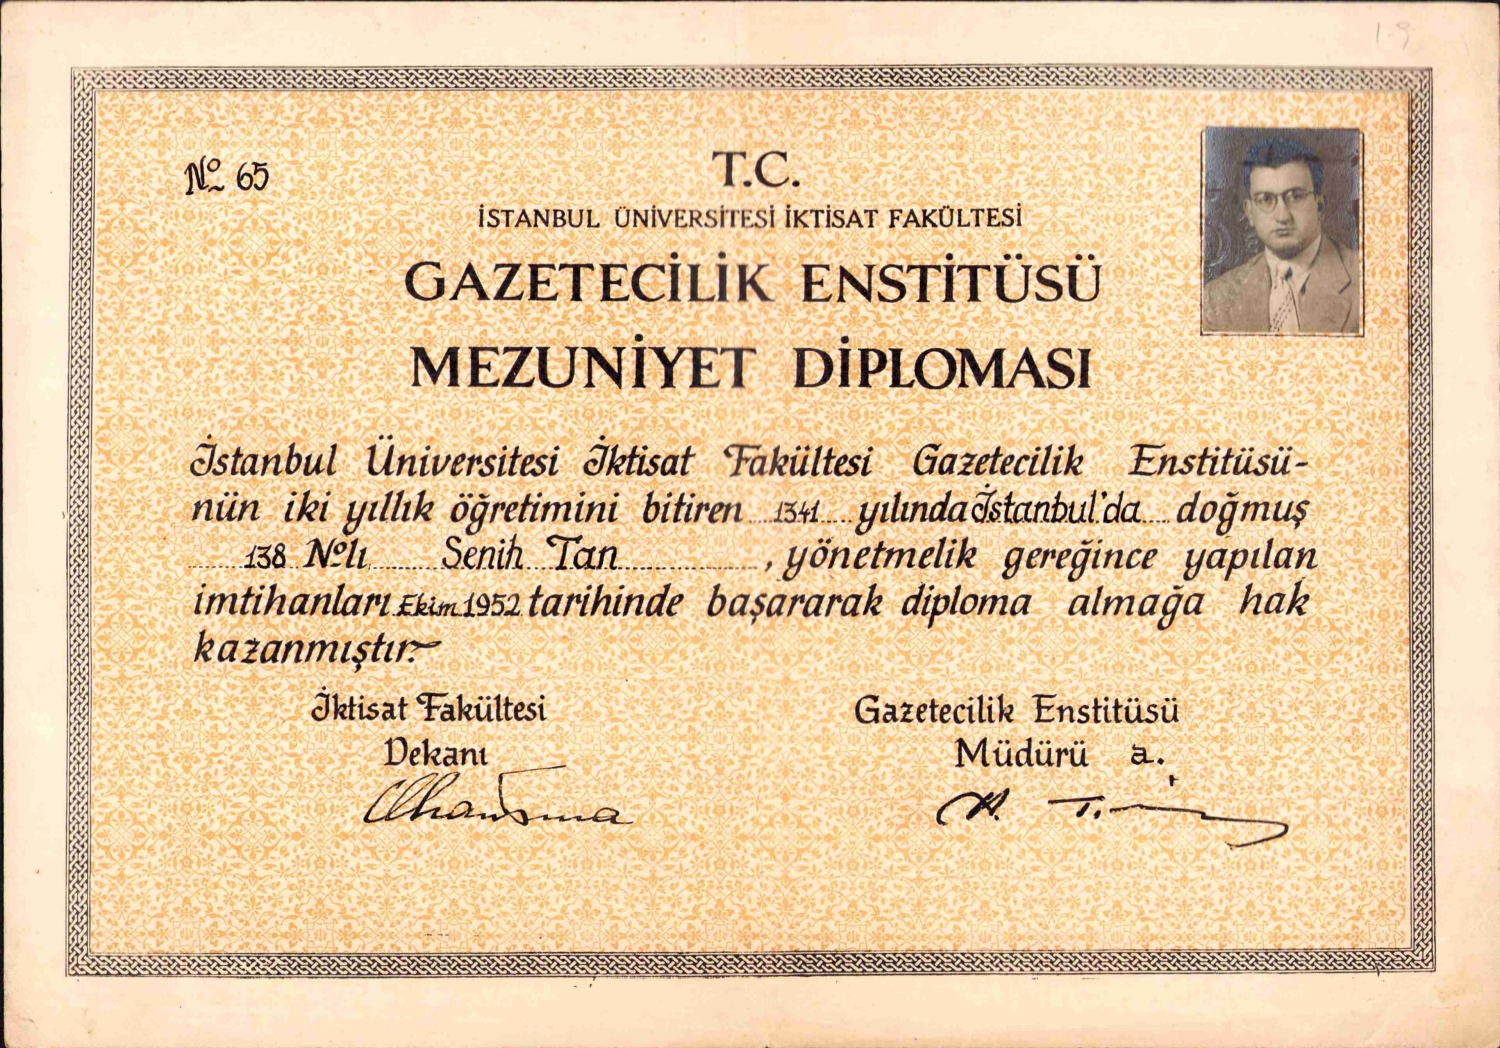 19
No 65
T.C.
İSTANBUL ÜNİVERSİTESİ İKTİSAT FAKÜLTESİ
GAZETECİLİK ENSTİTÜSÜ
MEZUNİYET DİPLOMASI
İstanbul Üniversitesi İktisat Fakültesi Gazetecilik Enstitüsü-
nün iki yıllık öğretimini bitiren 1341 yılında İstanbul'da doğmuş
138 Nolı Senih Tan, yönetmelik gereğince yapılan
imtihanları Ekim 1952 tarihinde başararak diploma almağa hak
kazanmıştır.
İktisat Fakültesi
Dekanı
Gazetecilik Enstitüsü
Müdürü a.